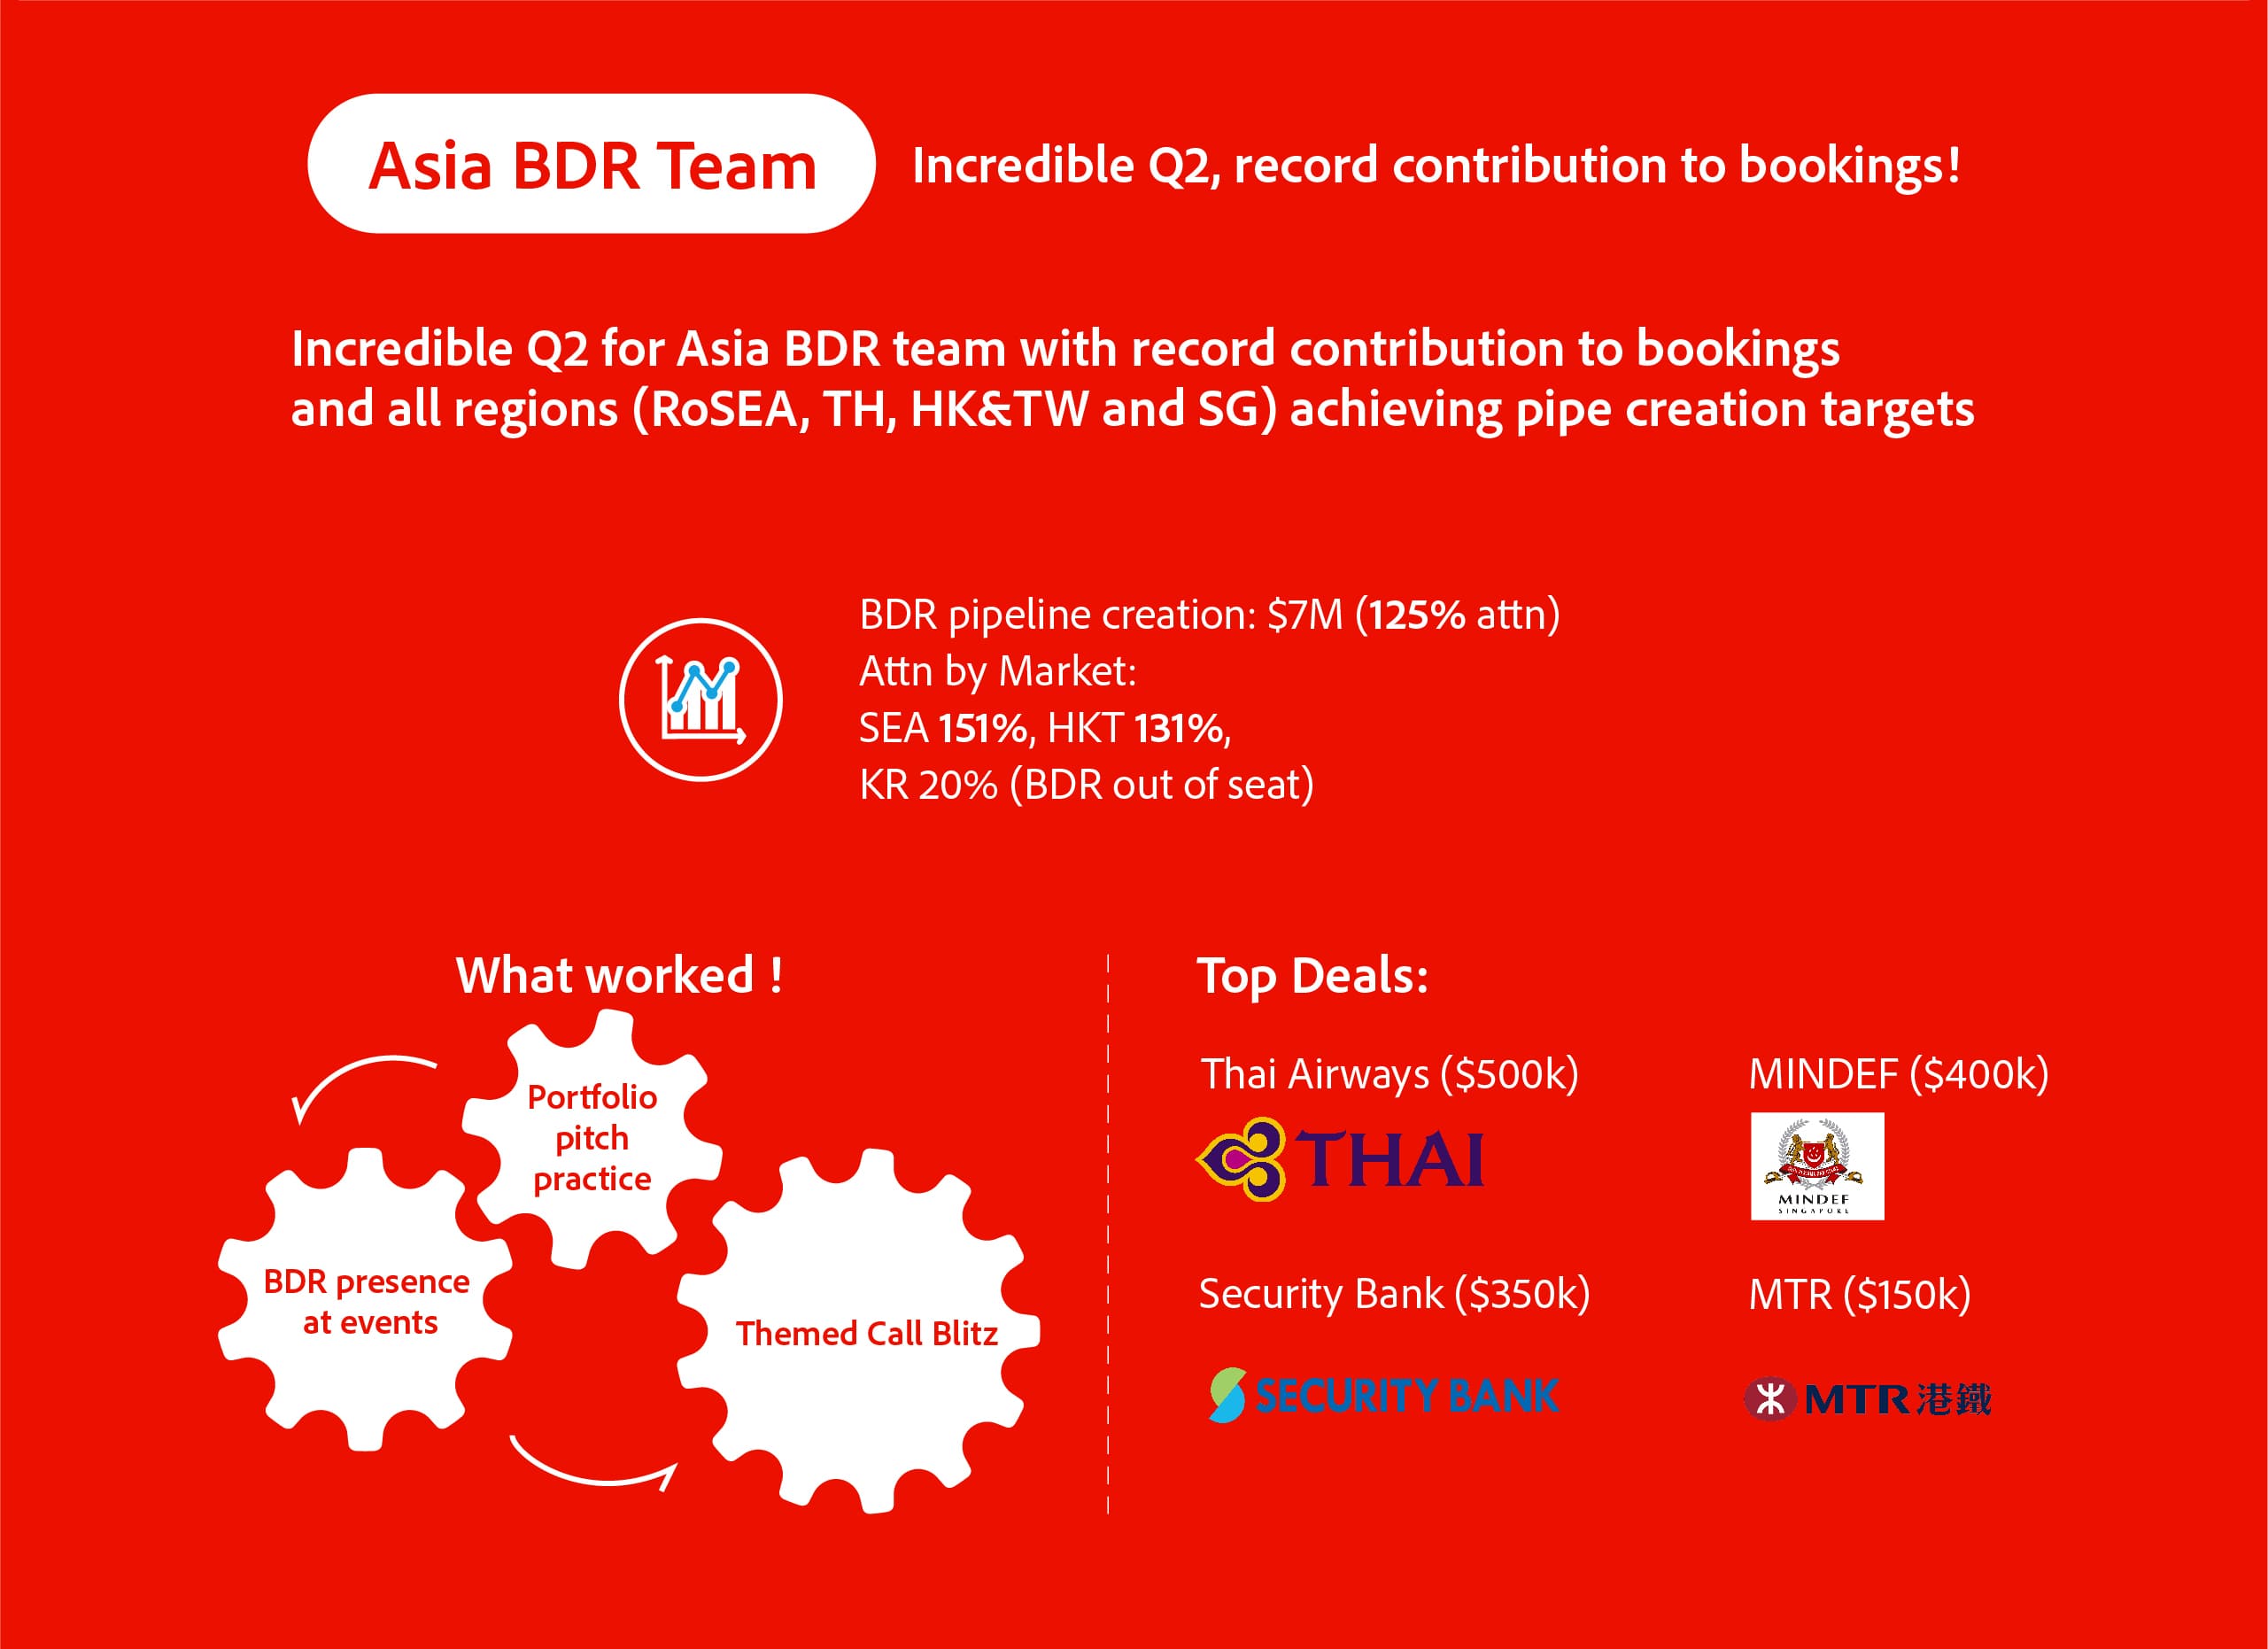 Asia BDR Team
Incredible Q2, record contribution to bookings!
Incredible Q2 for Asia BDR team with record contribution to bookings
and all regions (RoSEA, TH, HK&TW and SG) achieving pipe creation targets
BDR pipeline creation: $7M (125% attn)
Attn by Market:
SEA 151%, HKT 131%,
KR 20% (BDR out of seat)
What worked !
Portfolio
pitch
practice
BDR presence
at events
Themed Call Blitz
Top Deals:
Thai Airways ($500k)
THAI
MINDEF ($400k)
MINDEF
SINGAPORE
Security Bank ($350k)
SECURITY BANK
MTR ($150k)
MTR 港鐵